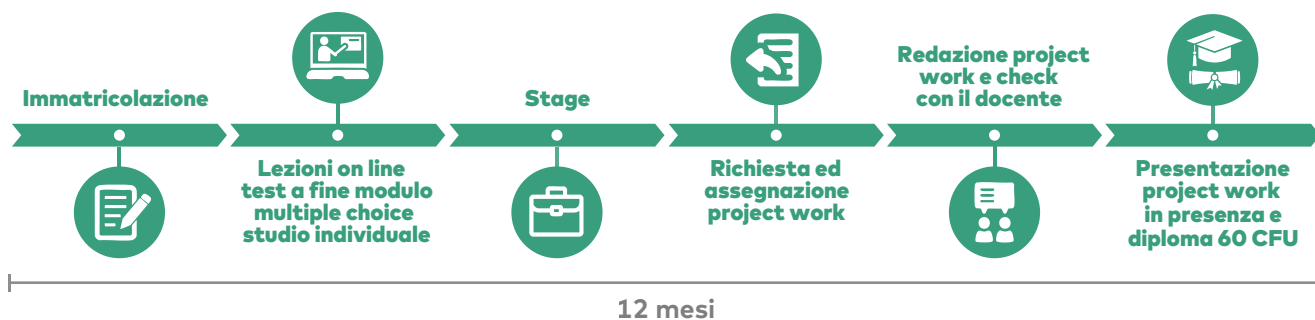 Immatricolazione
Lezioni on line
test a fine modulo
multiple choice
studio individuale
Stage
Richiesta ed
assegnazione
project work
Redazione project
work e check
con il docente
Presentazione
project work
in presenza e
diploma 60 CFU
12 mesi